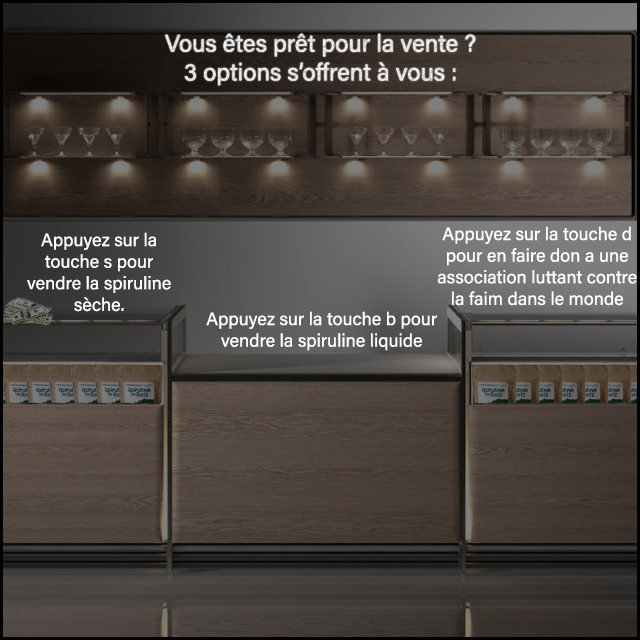 Vous êtes prêt pour la vente ?
3 options s’offrent à vous :
Appuyez sur la
touche s pour
vendre la spiruline
sèche.
Appuyez sur la touche b pour
vendre la spiruline liquide
Appuyez sur la touche d
pour en faire don a une
association luttant contre
la faim dans le monde